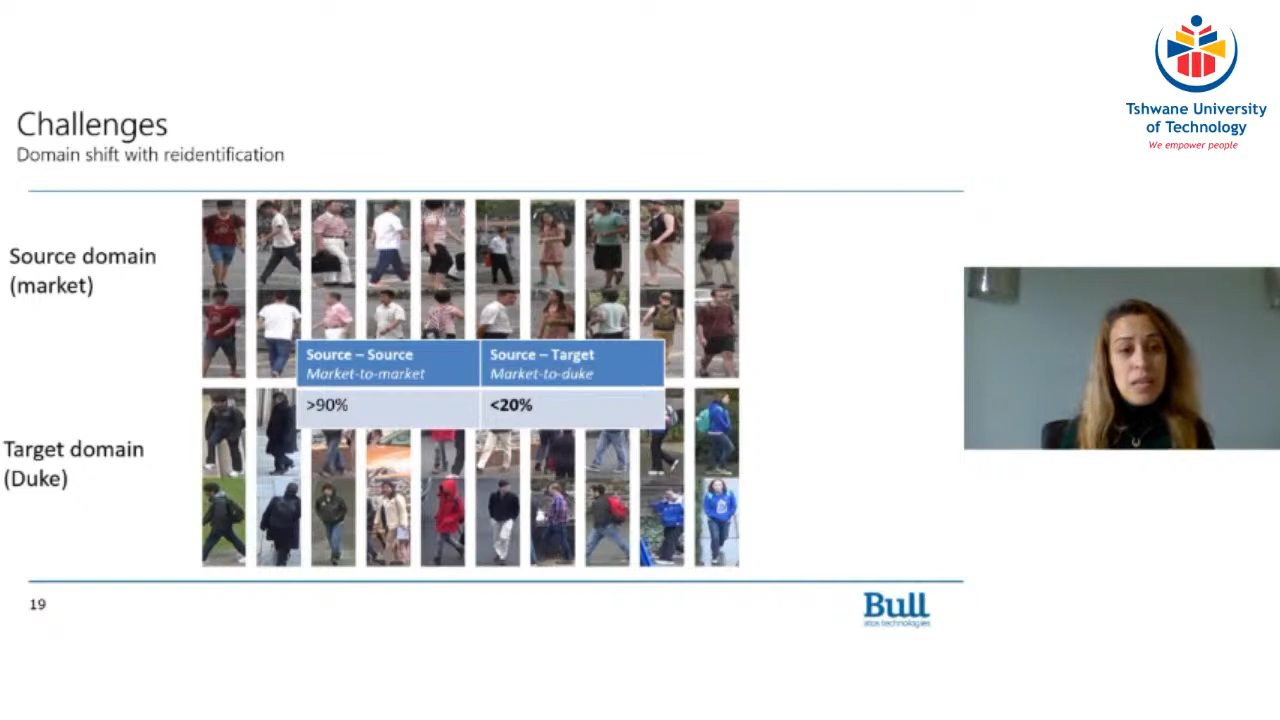 Tshwane University
of Technology
We empower people
Challenges
Domain shift with reidentification
Source domain
(market)
Source – Source
Market-to-market
Source – Target
Market-to-duke
>90%
<20%
Target domain
(Duke)
19
Bull
atos technologies